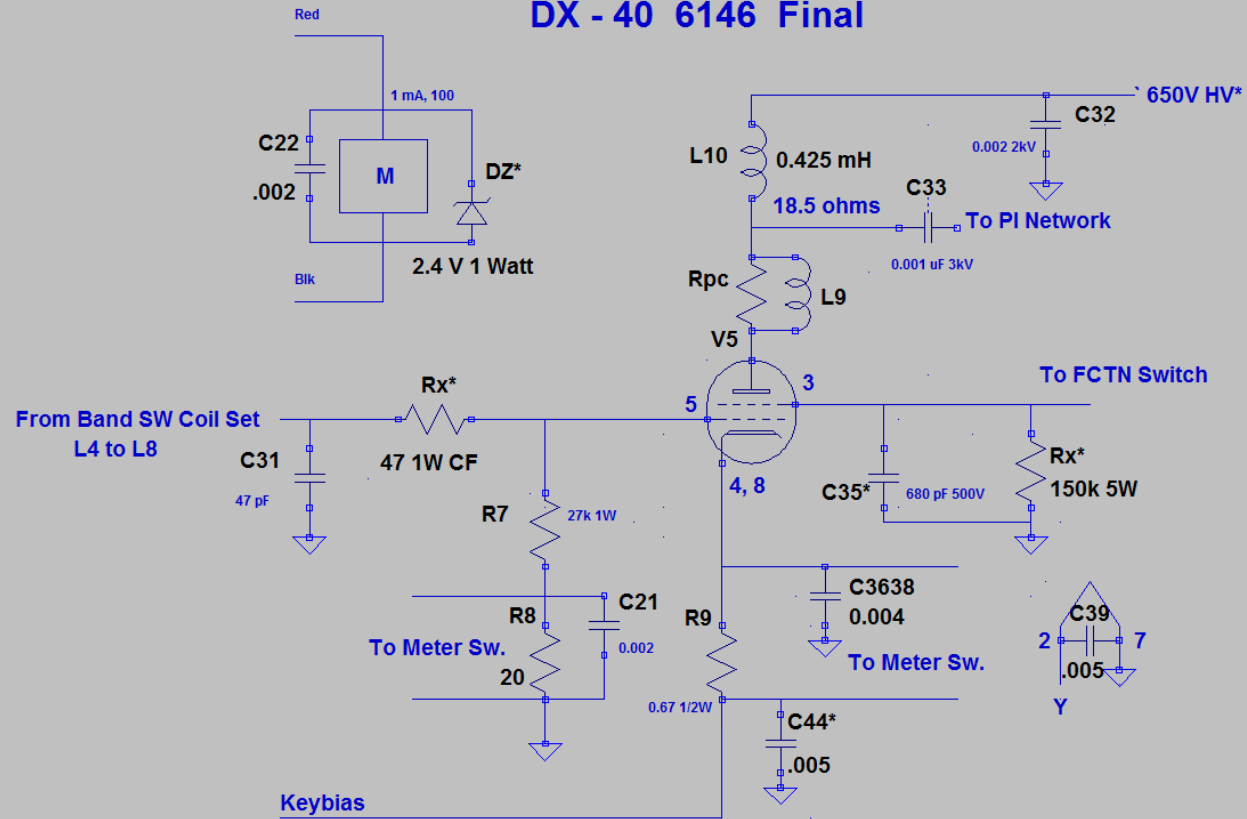 DX - 40 6146 Final
Red
1 mA, 100
C22
.002
M
DZ*
2.4 V 1 Watt
Blk
` 650V HV*
C32
0.002 2kV
L10
0.425 mH
18.5 ohms
C33
To PI Network
0.001 uF 3kV
Rpc
L9
V5
3
To FCTN Switch
5
4, 8
From Band SW Coil Set
L4 to L8
Rx*
47 1W CF
C31
47 pF
R7
27k 1W
C35*
680 pF 500V
Rx*
150k 5W
C21
0.002
R8
20
To Meter Sw.
R9
0.67 1/2W
C3638
0.004
To Meter Sw.
C44*
.005
C39
2
7
.005
Y
Keybias